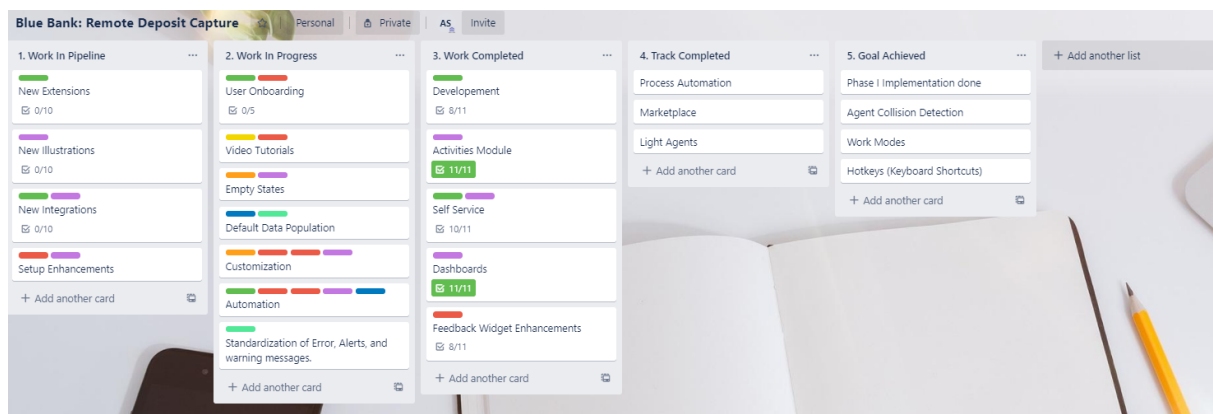 Blue Bank: Remote Deposit Capture
Personal
Private
AS
Invite
1. Work In Pipeline
New Extensions
0/10
New Illustrations
0/10
New Integrations
0/10
Setup Enhancements
+ Add another card
2. Work In Progress
User Onboarding
0/5
Video Tutorials
Empty States
Default Data Population
Customization
Automation
Standardization of Error, Alerts, and
warning messages.
+ Add another card
3. Work Completed
Developement
8/11
Activities Module
11/11
Self Service
10/11
Dashboards
11/11
Feedback Widget Enhancements
8/11
+ Add another card
4. Track Completed
Process Automation
Marketplace
Light Agents
+ Add another card
5. Goal Achieved
Phase I Implementation done
Agent Collision Detection
Work Modes
Hotkeys (Keyboard Shortcuts)
+ Add another card
+ Add another list